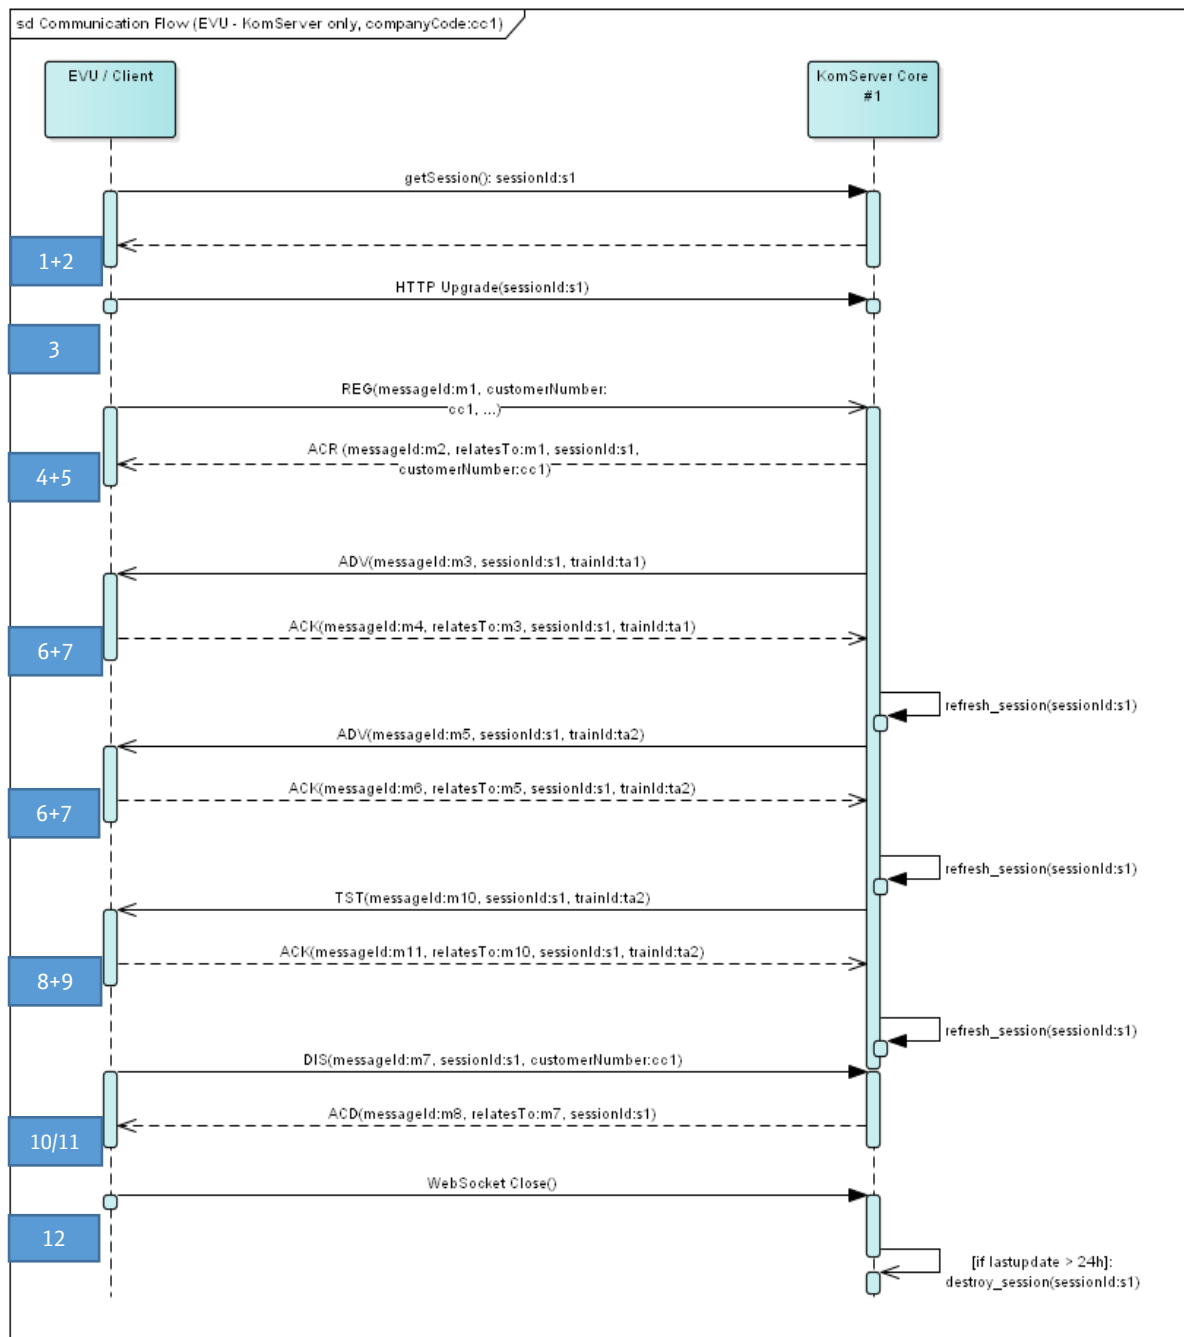 sd Communication Flow (EVU - KomServer only, companyCode:cc1)
EVU / Client
KomServer Core
#1
getSession(): sessionId:s1
1+2
HTTP Upgrade(sessionId:s1)
3
REG(messageId:m1, customerNumber:
cc1, ...)
ACR (messageId:m2, relatesTo:m1, sessionId:s1,
customerNumber:cc1)
4+5
ADV(messageId:m3, sessionId:s1, trainId:ta1)
ACK(messageId:m4, relatesTo:m3, sessionId:s1, trainId:ta1)
6+7
refresh_session(sessionId:s1)
ADV(messageId:m5, sessionId:s1, trainId:ta2)
ACK(messageId:m6, relatesTo:m5, sessionId:s1, trainId:ta2)
6+7
refresh_session(sessionId:s1)
TST(messageId:m10, sessionId:s1, trainId:ta2)
ACK(messageId:m11, relatesTo:m10, sessionId:s1, trainId:ta2)
8+9
refresh_session(sessionId:s1)
DIS(messageId:m7, sessionId:s1, customerNumber:cc1)
ACD(messageId:m8, relatesTo:m7, sessionId:s1)
10/11
WebSocket Close()
12
[if lastupdate > 24h]:
destroy_session(sessionId:s1)